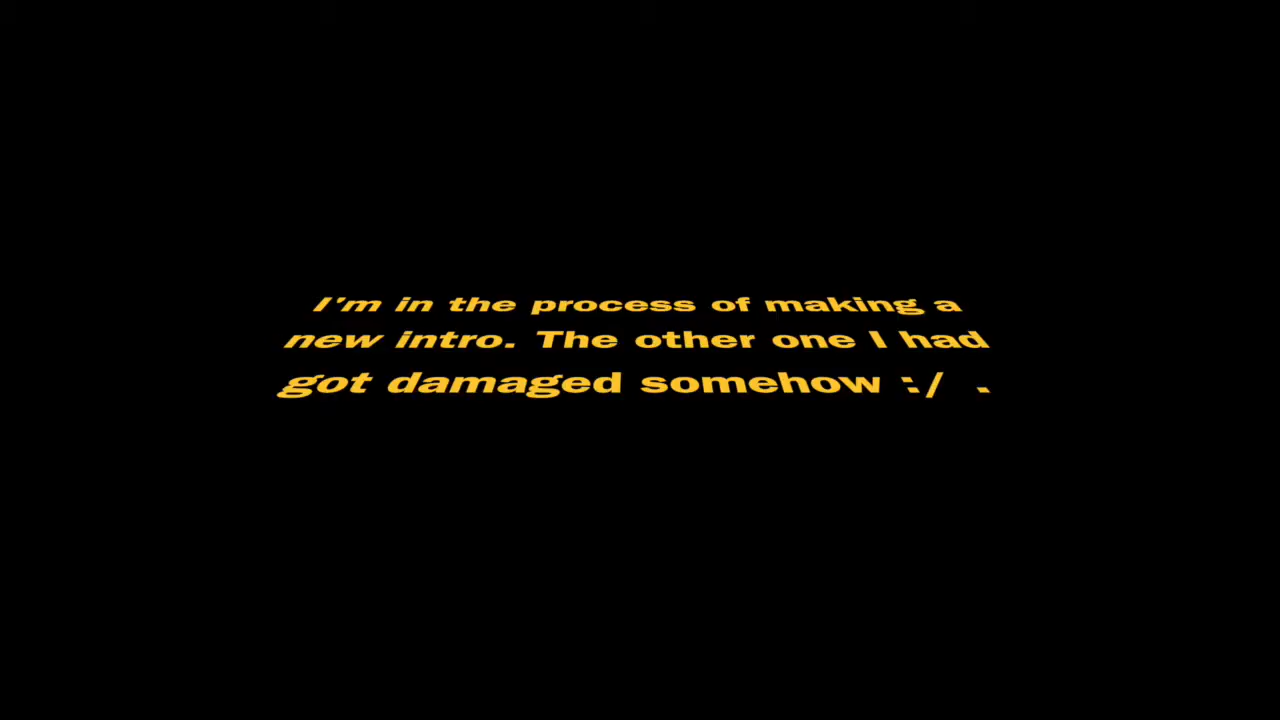 I'm in the process of making a
new intro. The other one I had
got damaged somehow :/ .